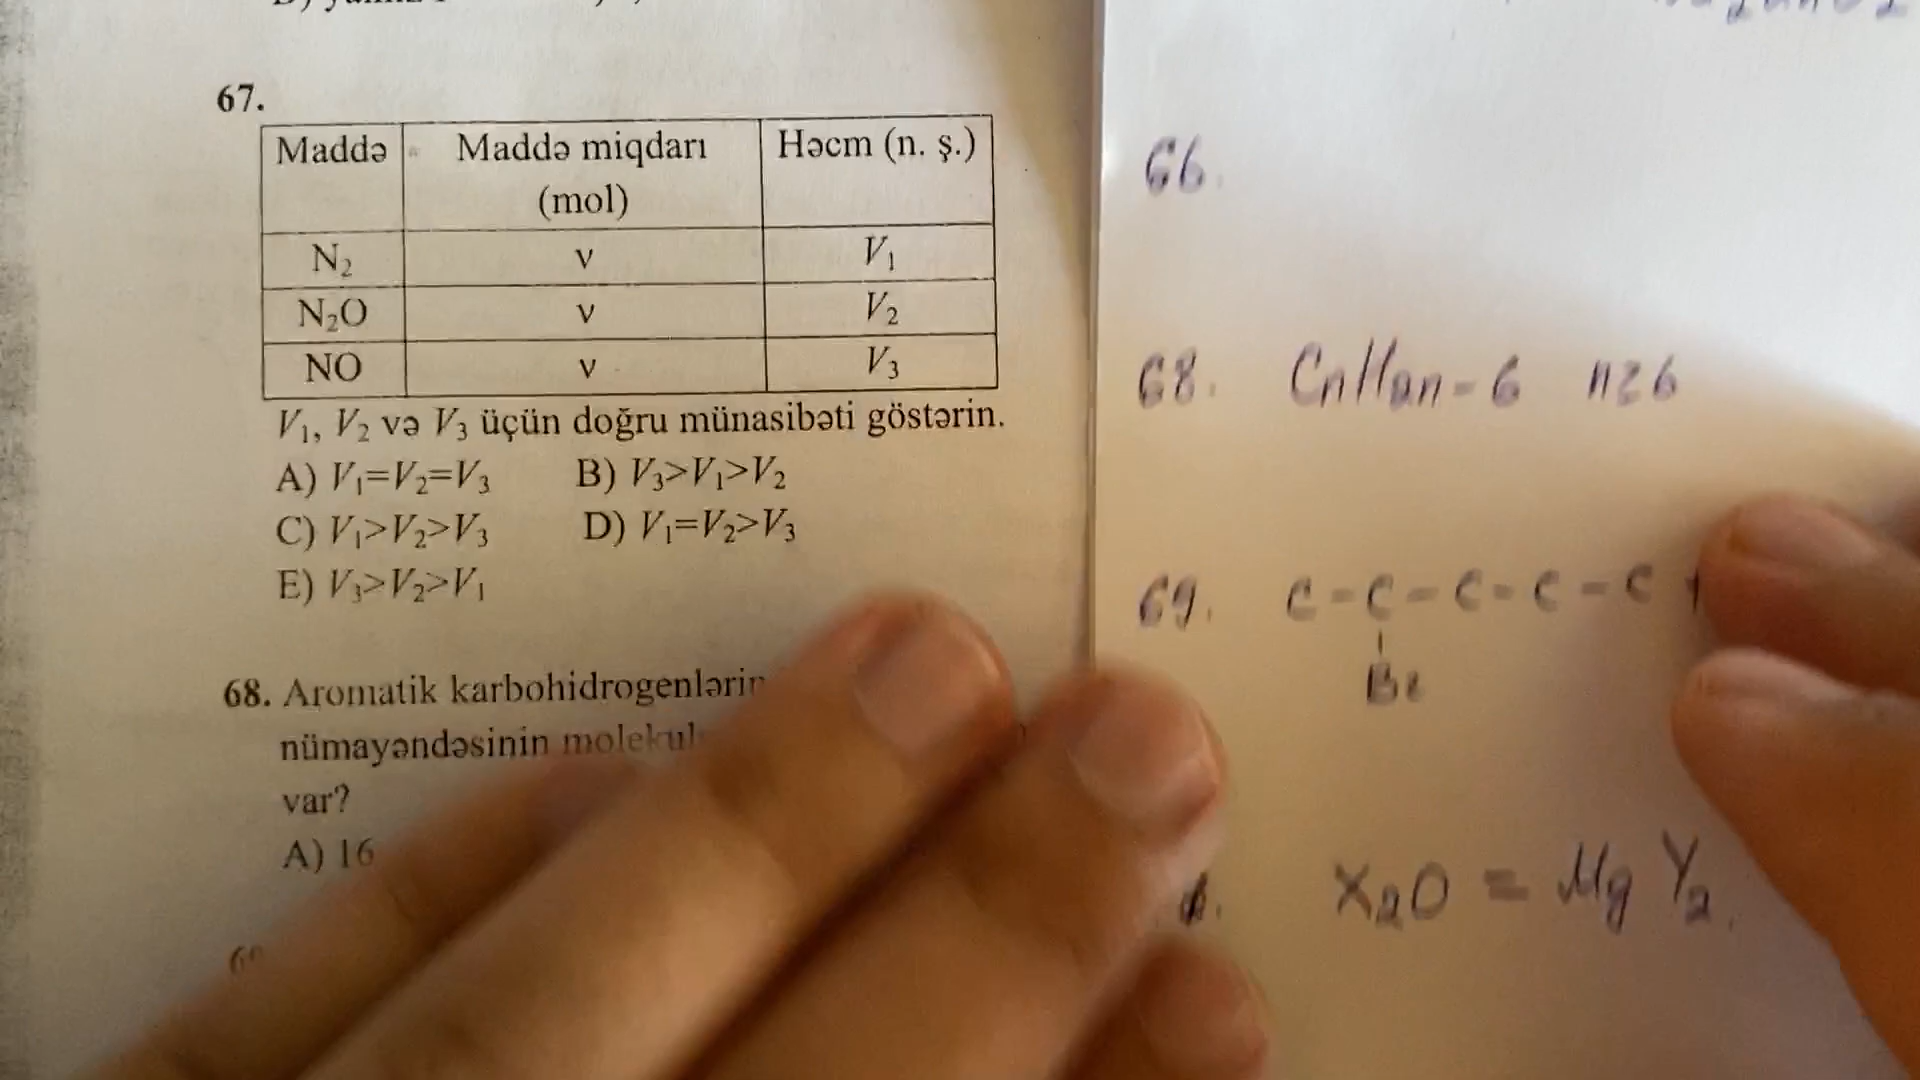 67.
Maddə Maddə miqdarı (mol) Həcm (n. ş.)
N₂ ν V₁
N₂O ν V₂
NO ν V₃
V₁, V₂ və V₃ üçün doğru münasibəti göstərin.
A) V₁=V₂=V₃ B) V₃>V₁>V₂
C) V₁>V₂>V₃ D) V₁=V₂>V₃
E) V₃>V₂>V₁
68. Aromatik karbohidrogenlərin
nümayəndəsinin
var?
A) 16
66.
68. CnH2n-6 n≥6
69. C-C-C-C-C
Br
X₂O = MgY₂